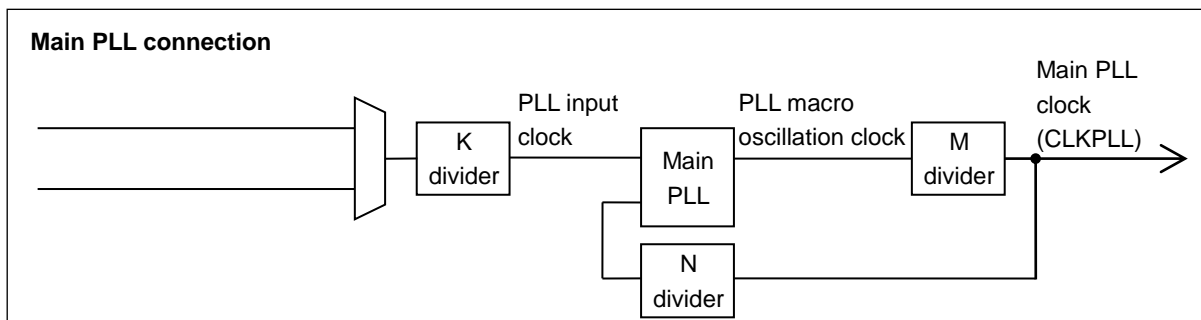 Main PLL connection
K
divider
PLL input
clock
Main
PLL
PLL macro
oscillation clock
M
divider
Main PLL
clock
(CLKPLL)
N
divider